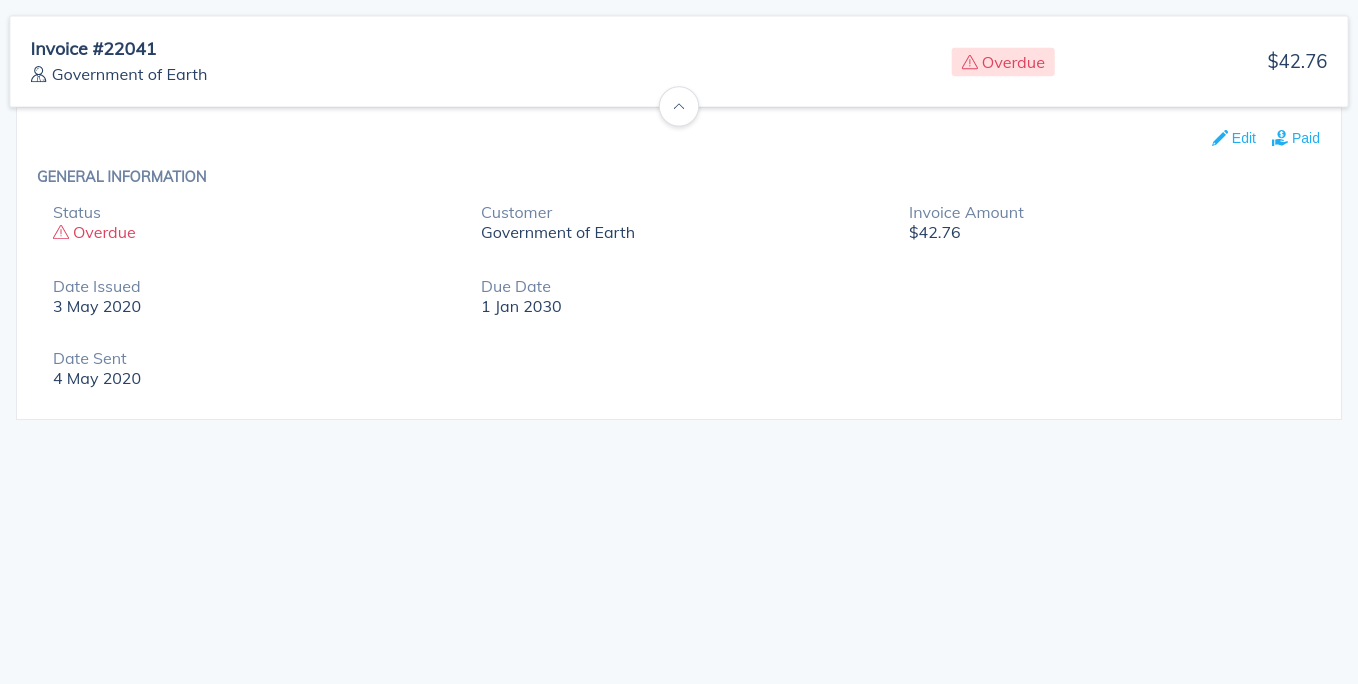 Invoice #22041
Government of Earth
Overdue
$42.76
Edit
Paid
GENERAL INFORMATION
Status
Overdue
Customer
Government of Earth
Invoice Amount
$42.76
Date Issued
3 May 2020
Due Date
1 Jan 2030
Date Sent
4 May 2020